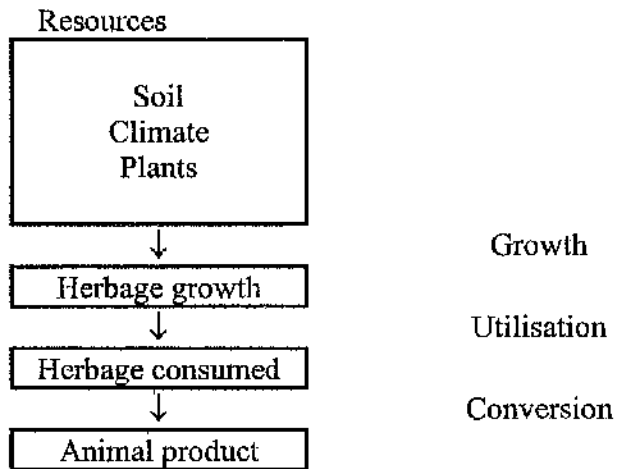 Resources
Soil
Climate
Plants
Growth
Herbage growth
Utilisation
Herbage consumed
Conversion
Animal product